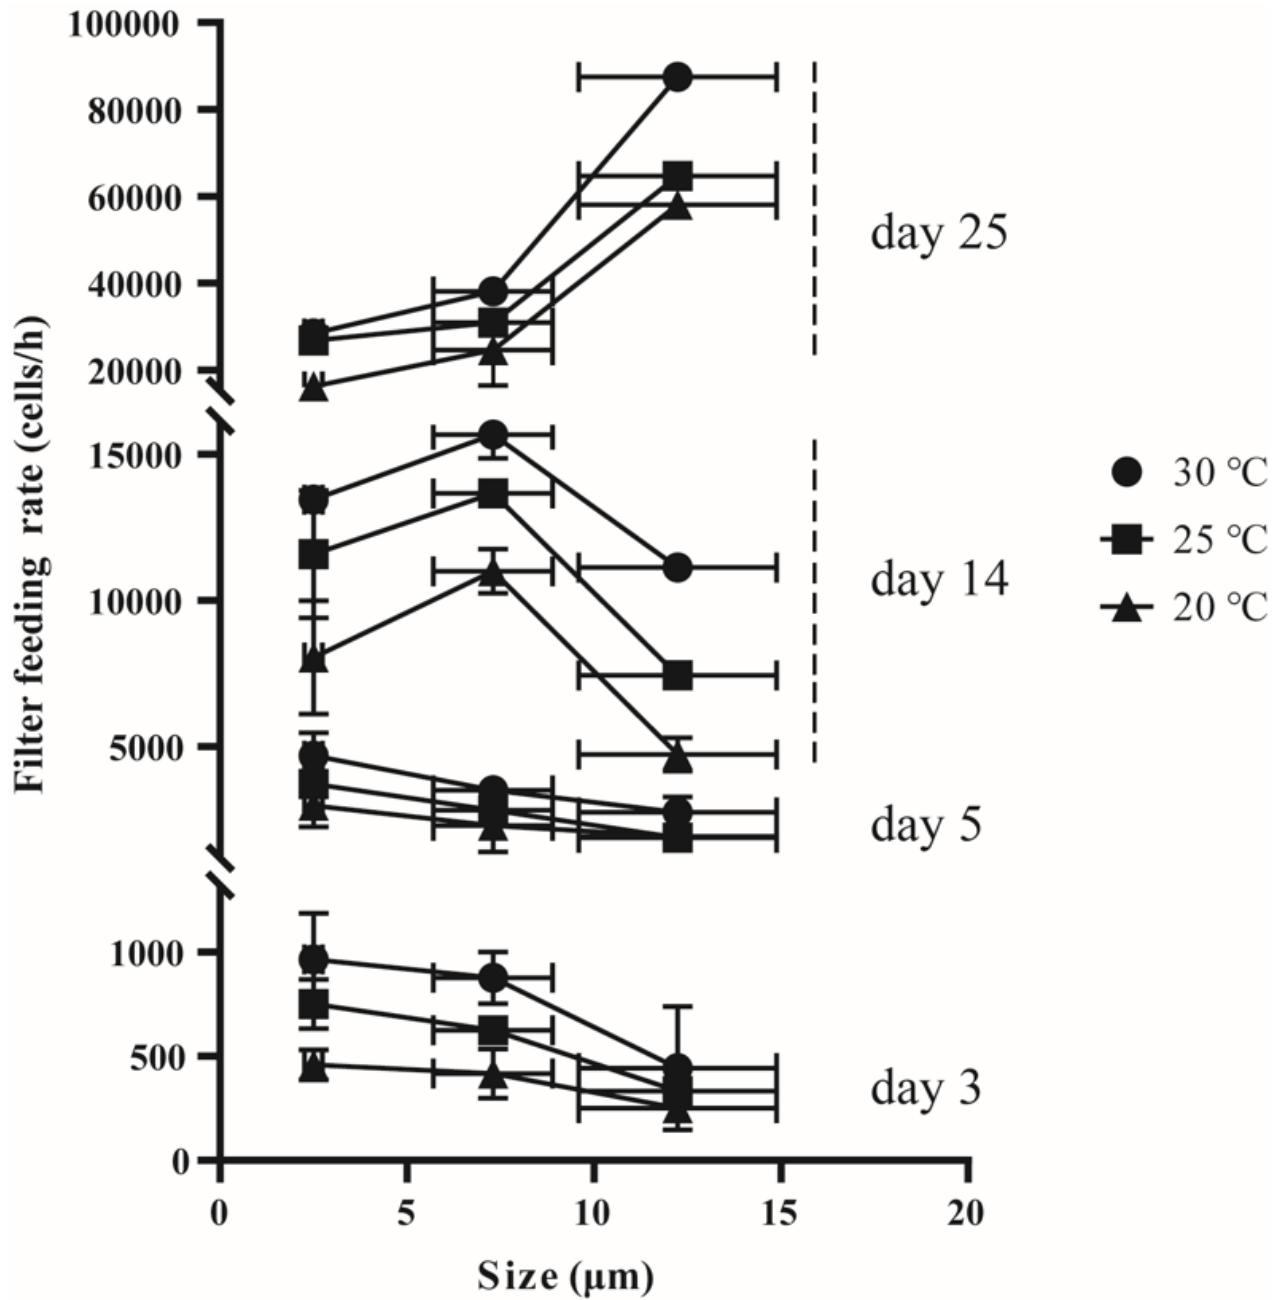 100000
80000
60000
40000
20000
15000
10000
5000
1000
500
0
Filter feeding rate (cells/h)
day 25
day 14
day 5
day 3
30 ℃
25 ℃
20 ℃
0 5 10 15 20
Size (μm)